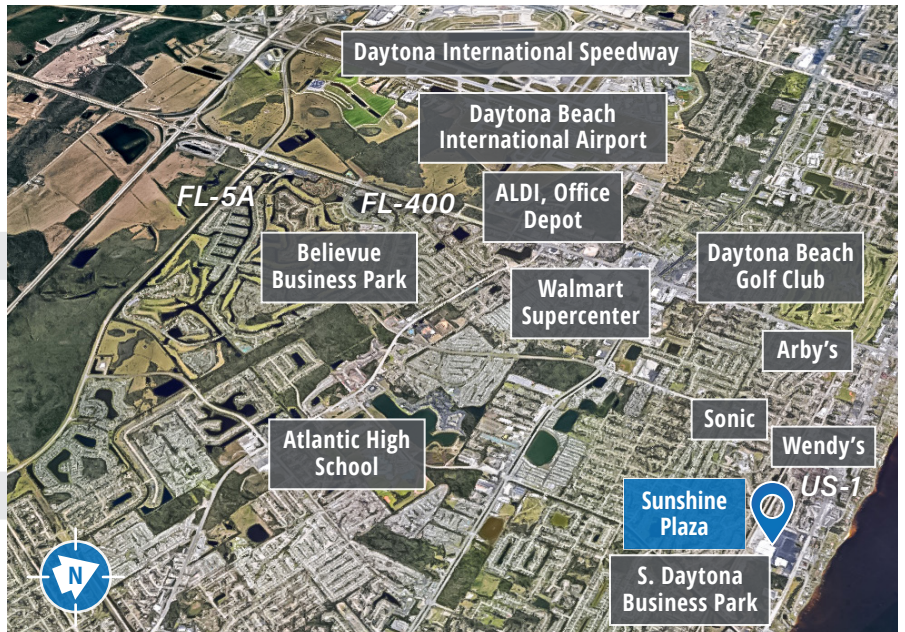 Daytona International Speedway
Daytona Beach
International Airport
FL-5A
FL-400
ALDI, Office
Depot
Bellevue
Business Park
Daytona Beach
Golf Club
Walmart
Supercenter
Arby's
Sonic
Atlantic High
School
Wendy's
US-1
Sunshine
Plaza
S. Daytona
Business Park
N